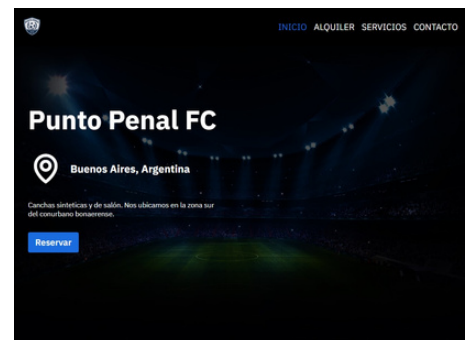 INICIO ALQUILER SERVICIOS CONTACTO
Punto Penal FC
Buenos Aires, Argentina
Canchas sinteticas y de salón. Nos ubicamos en la zona sur
del conurbano bonaerense.
Reservar